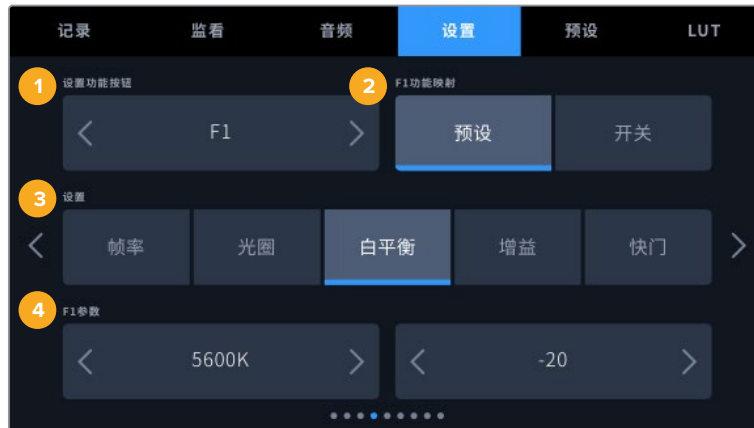 记录 监看 音频 设置 预设 LUT
1 设置功能按钮 2 F1功能映射
F1 预设 开关
3 设置
帧率 光圈 白平衡 增益 快门
4 F1参数
5600K -20